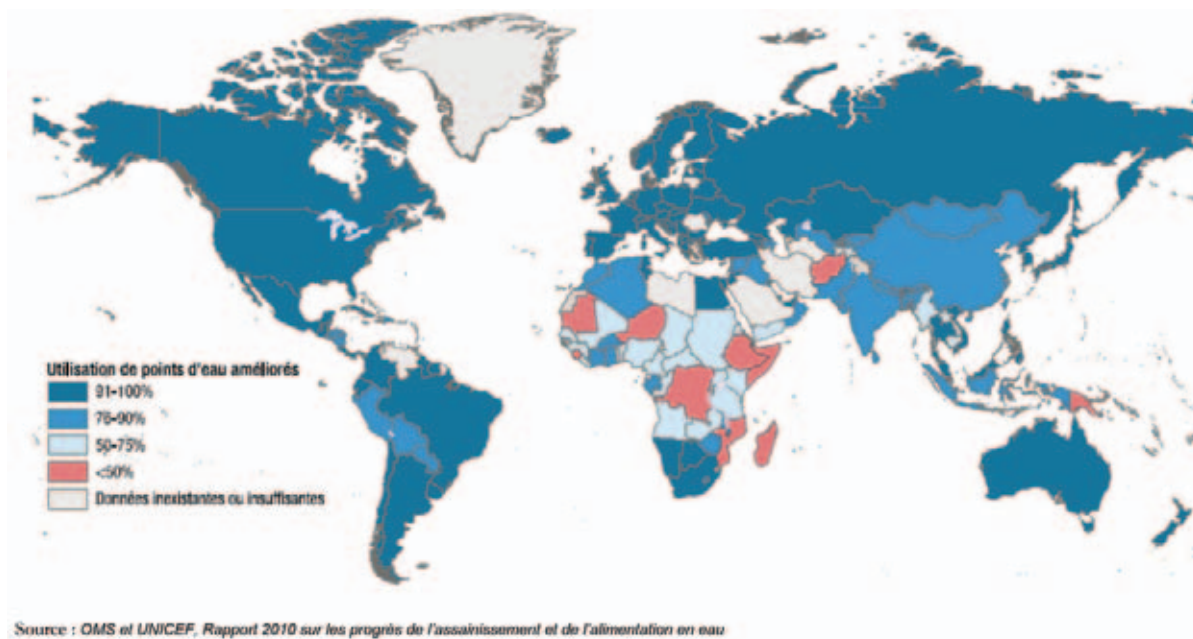 Utilisation de points d'eau améliorés
91-100%
76-90%
50-75%
<50%
Données inexistantes ou insuffisantes
Source : OMS et UNICEF, Rapport 2010 sur les progrès de l'assainissement et de l'alimentation en eau